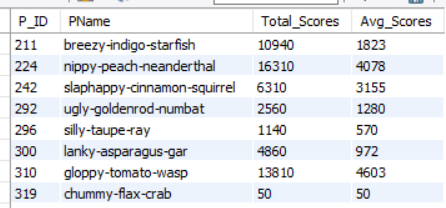 P_ID PName Total_Scores Avg_Scores
211 breezy-indigo-starfish 10940 1823
224 nippy-peach-neanderthal 16310 4078
242 slaphappy-cinnamon-squirrel 6310 3155
292 ugly-goldenrod-numbat 2560 1280
296 silly-taupe-ray 1140 570
300 lanky-asparagus-gar 4860 972
310 gloppy-tomato-wasp 13810 4603
319 chummy-flax-crab 50 50